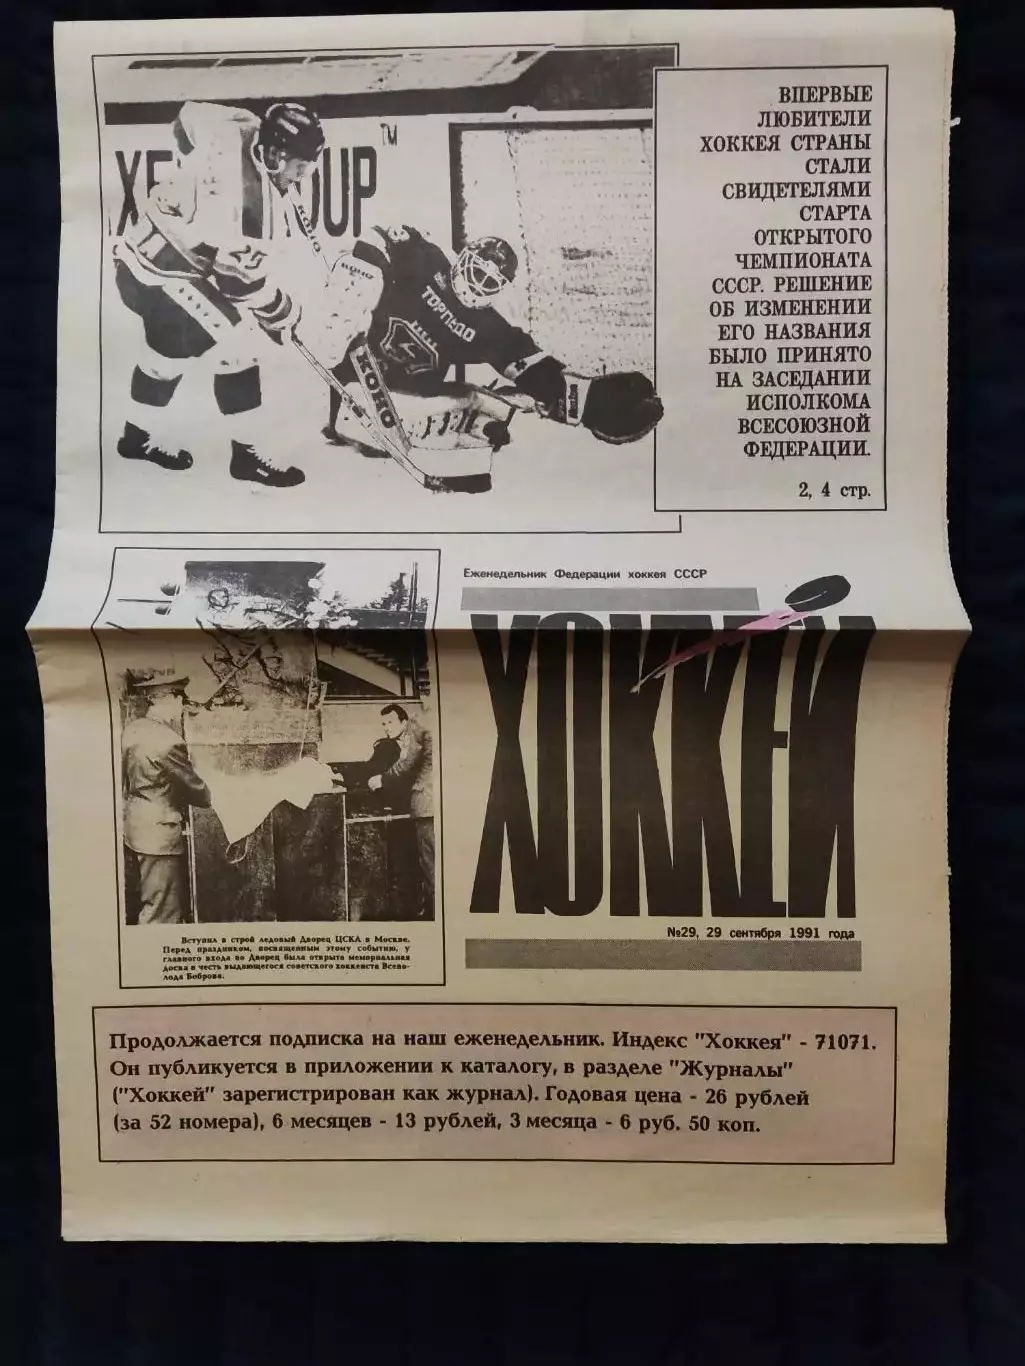 ВПЕРВЫЕ
ЛЮБИТЕЛИ
ХОККЕЯ СТРАНЫ
СТАЛИ
СВИДЕТЕЛЯМИ
СТАРТА
ОТКРЫТОГО
ЧЕМПИОНАТА
СССР. РЕШЕНИЕ
ОБ ИЗМЕНЕНИИ
ЕГО НАЗВАНИЯ
БЫЛО ПРИНЯТО
НА ЗАСЕДАНИИ
ИСПОЛКОМА
ВСЕСОЮЗНОЙ
ФЕДЕРАЦИИ.
2, 4 стр.
TM
OUP
KOHO
KOHO
ТОРПЕДО
KOHO
Еженедельник Федерации хоккея СССР
ХОККЕЙ
№29, 29 сентября 1991 года
Вступил в строй ледовый Дворец ЦСКА в Москве.
Перед праздником, посвященным этому событию, у
главного входа во Дворец была открыта мемориальная
доска в честь выдающегося советского хоккеиста Всево-
лода Боброва.
Продолжается подписка на наш еженедельник. Индекс "Хоккея" - 71071.
Он публикуется в приложении к каталогу, в разделе "Журналы"
("Хоккей" зарегистрирован как журнал). Годовая цена - 26 рублей
(за 52 номера), 6 месяцев - 13 рублей, 3 месяца - 6 руб. 50 коп.